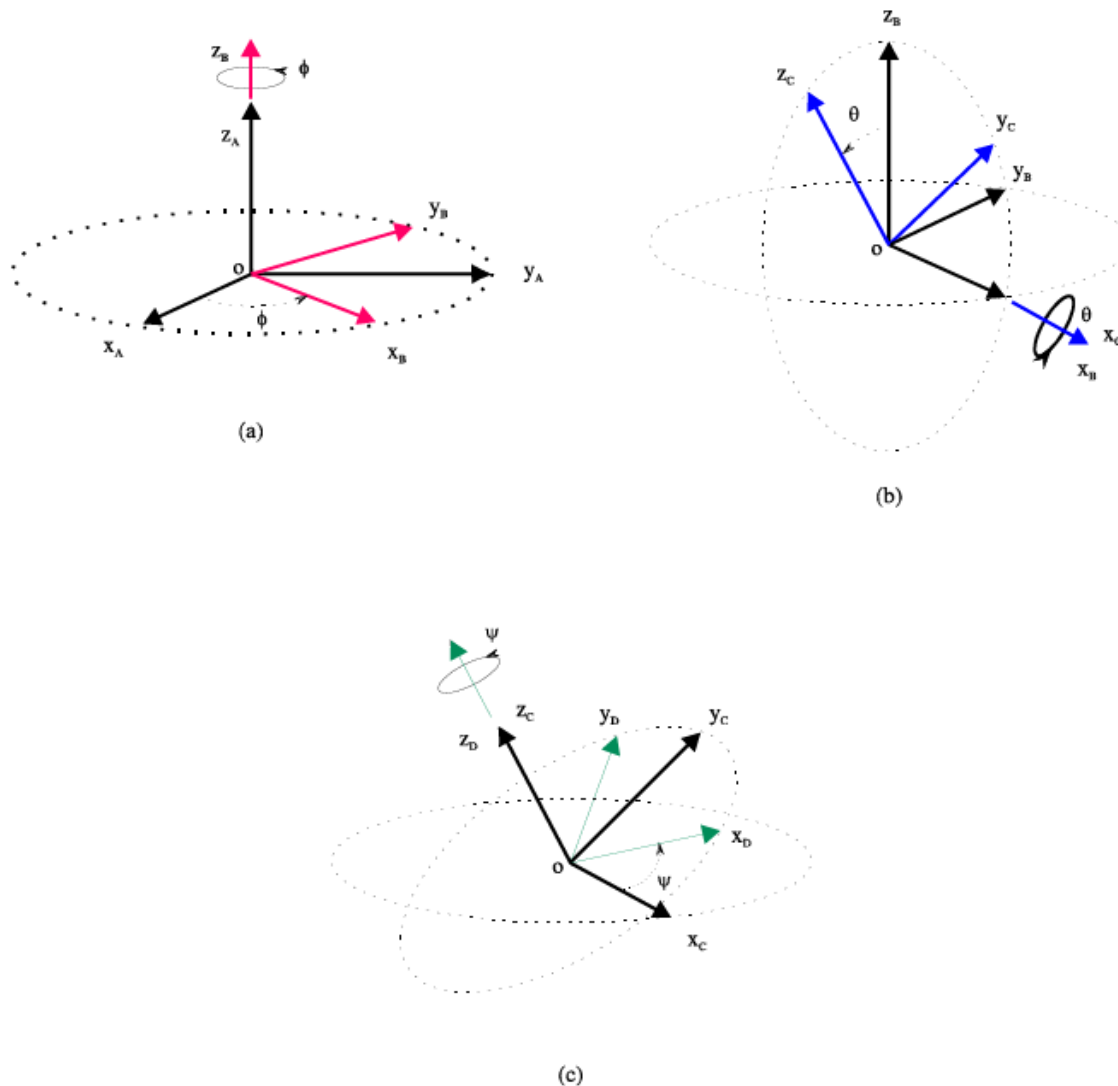 z_B
ϕ
z_A
y_B
o
y_A
ϕ
x_A
x_B
(a)
z_B
z_C
θ
y_C
y_B
o
θ
x_C
x_B
(b)
ψ
z_C
y_D
y_C
z_D
x_D
o
ψ
x_C
(c)